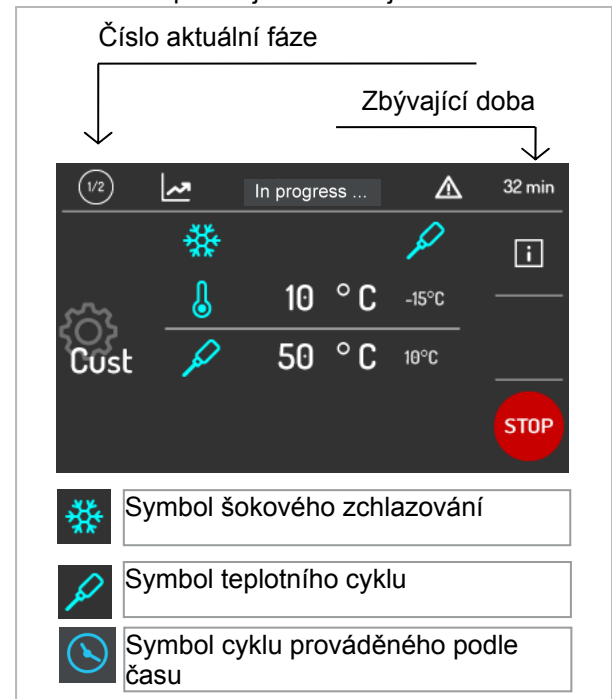 Číslo aktuální fáze
Zbývající doba
1/2
In progress ...
32 min
i
10 °C -15°C
Cust
50 °C 10°C
STOP
Symbol šokového zchlazování
Symbol teplotního cyklu
Symbol cyklu prováděného podle
času